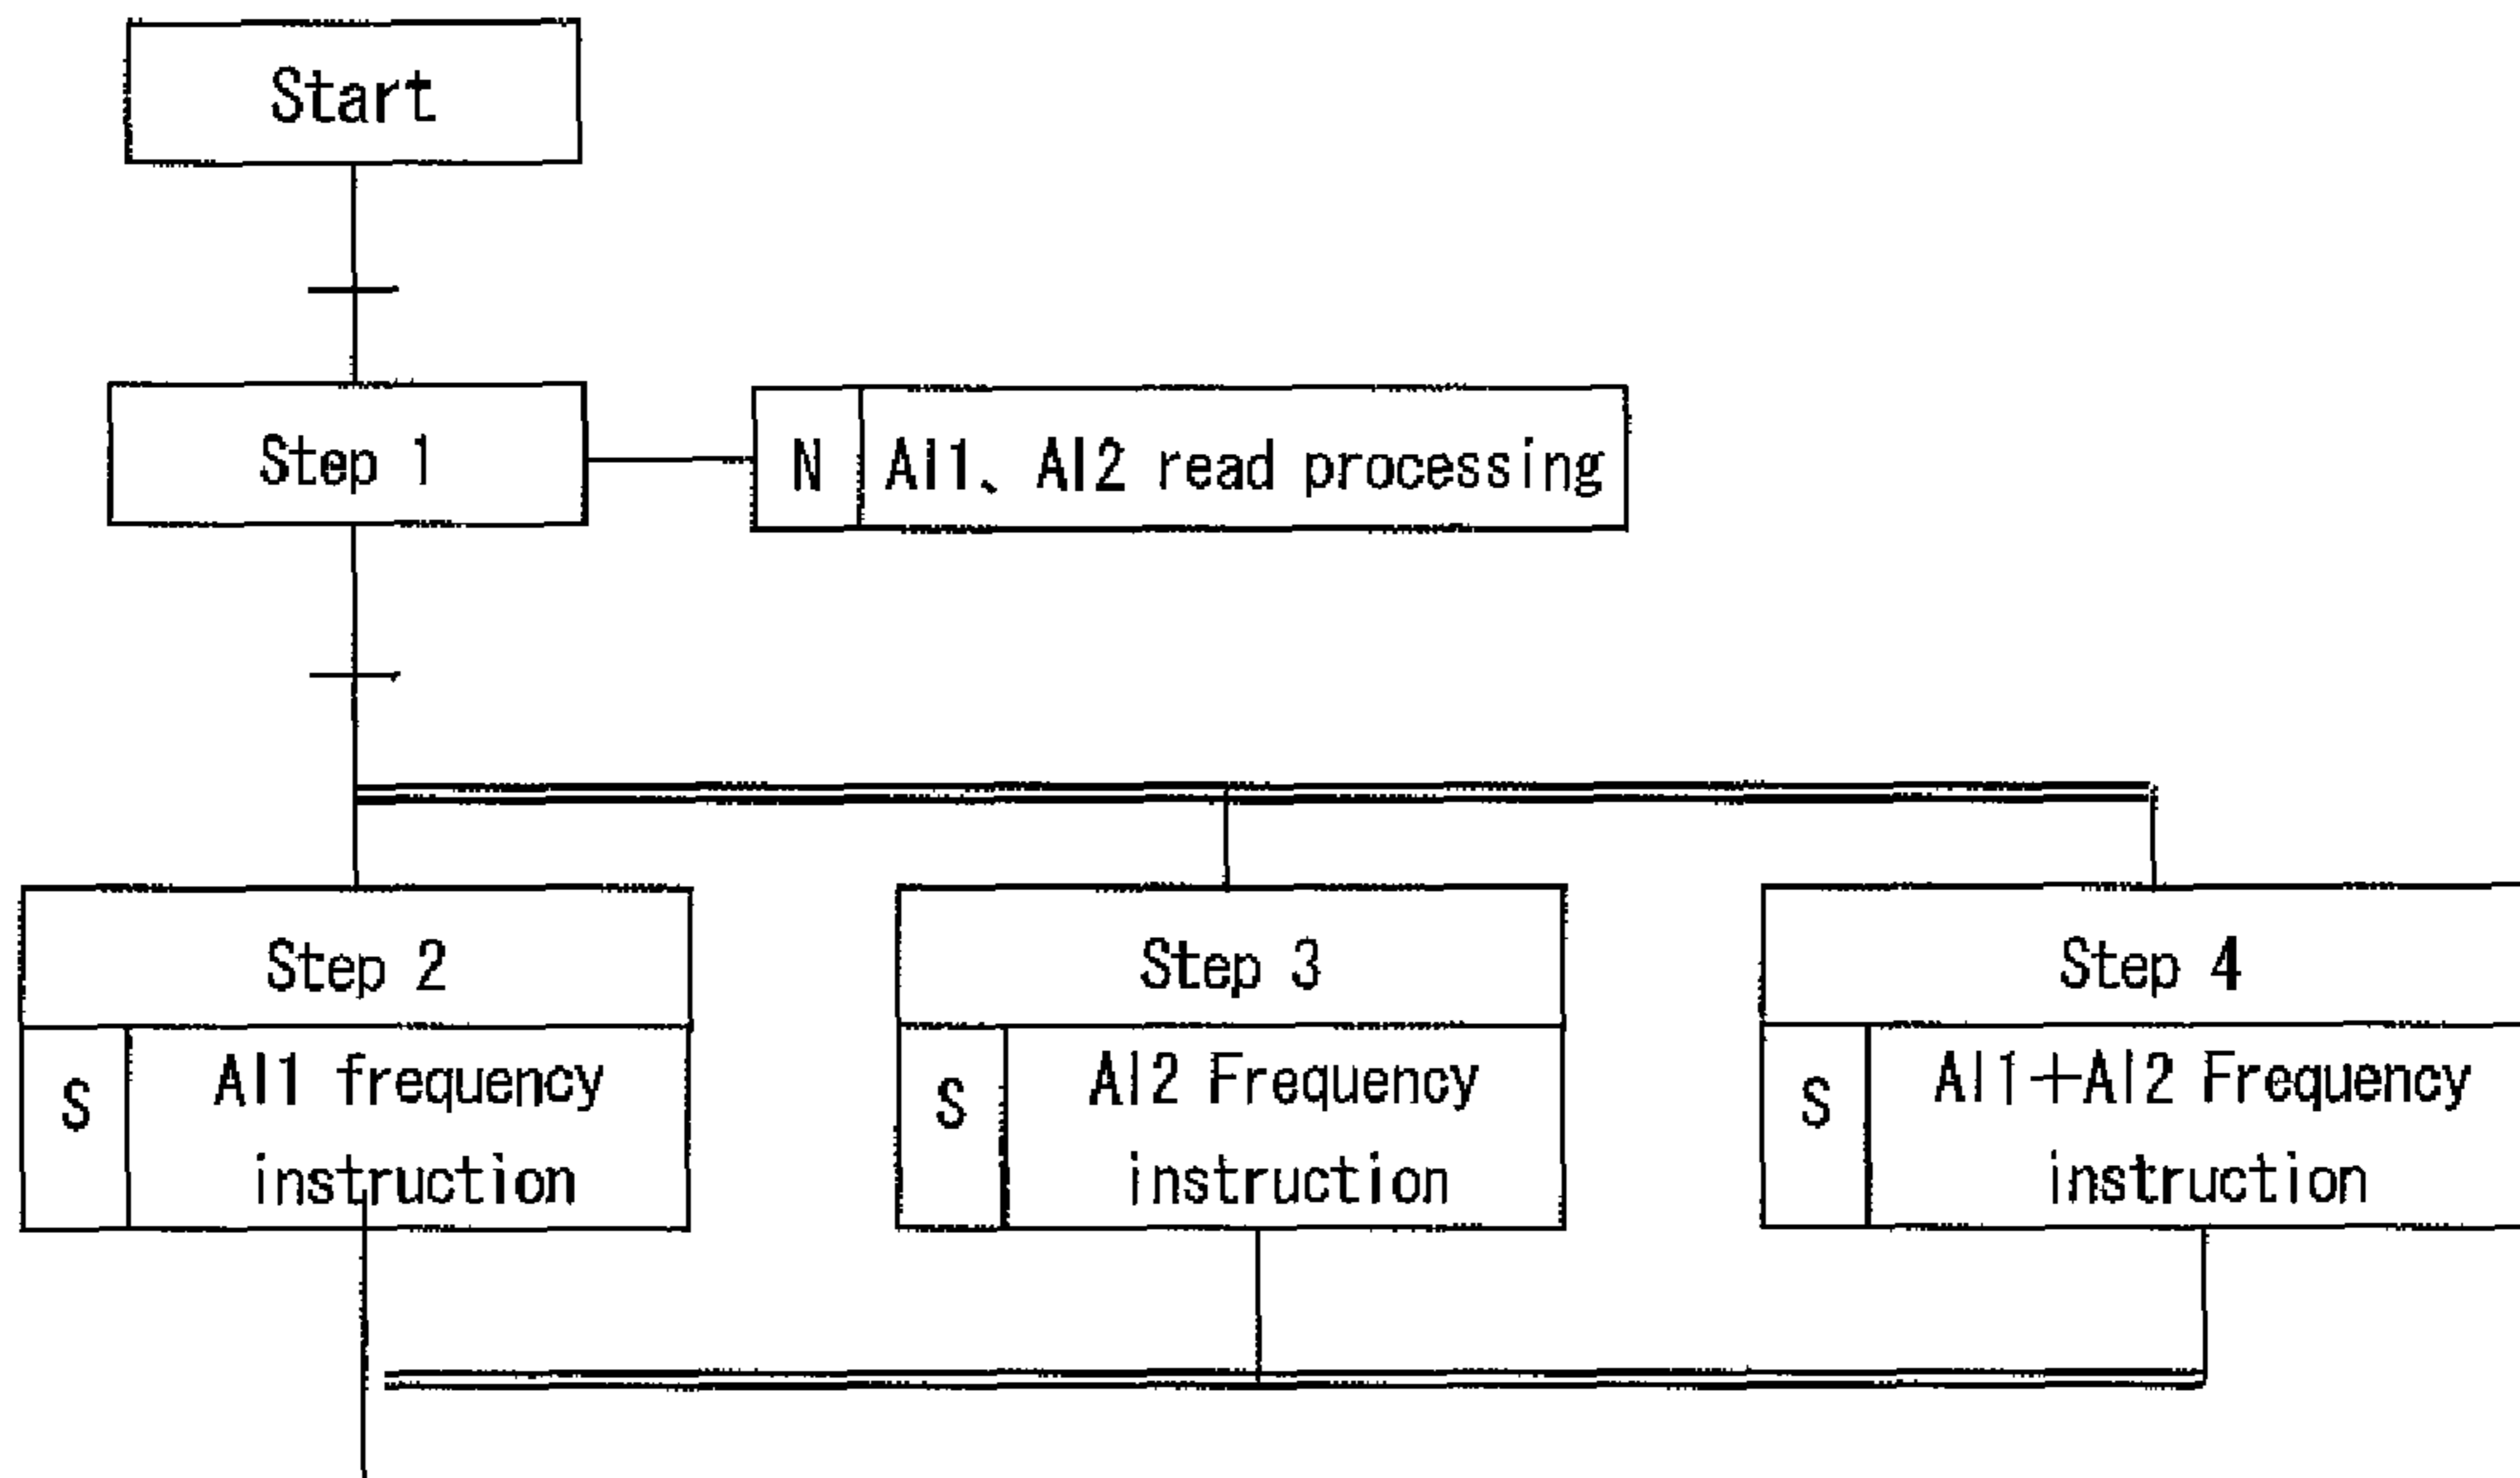 Start
Step 1
N
AI1、AI2 read processing
Step 2
Step 3
Step 4
S
AI1 frequency
instruction
S
AI2 Frequency
instruction
S
AI1+AI2 Frequency
instruction